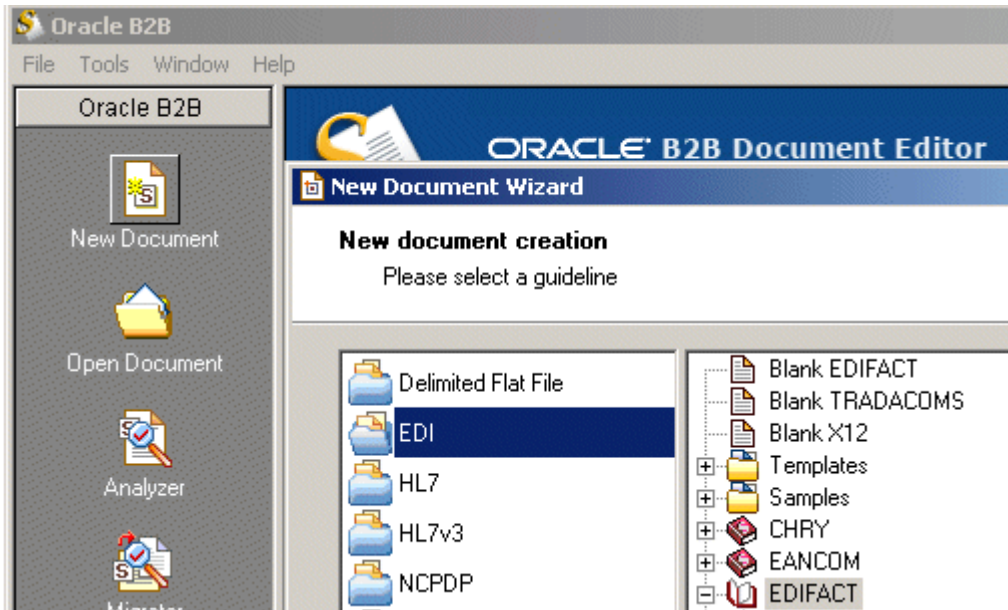 Oracle B2B
File Tools Window Help
Oracle B2B
New Document
Open Document
Analyzer
Migrator
ORACLE' B2B Document Editor
New Document Wizard
New document creation
Please select a guideline
Delimited Flat File
EDI
HL7
HL7v3
NCPDP
Blank EDIFACT
Blank TRADACOMS
Blank X12
Templates
Samples
CHRY
EANCOM
EDIFACT